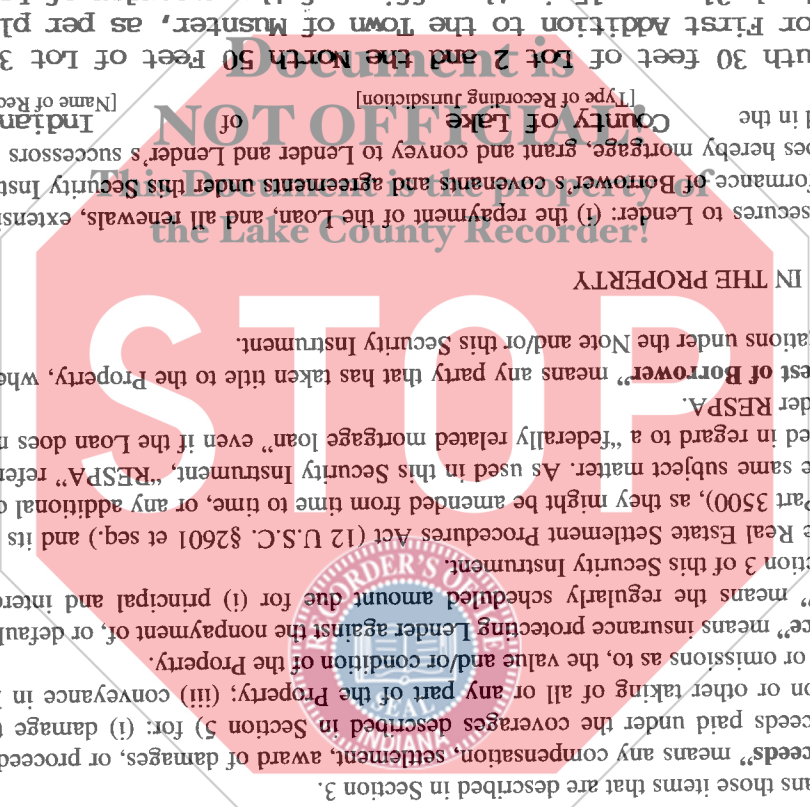 ans those items that are described in Section 3.
eeds" means any compensation, settlement, award of damages, or proceed
ceeds paid under the coverages described in Section 5) for: (i) damage
on or other taking of all or any part of the Property; (iii) conveyance in
or omissions as to, the value and/or condition of the Property.
ce" means insurance protecting Lender against the nonpayment of, or defaul
" means the regularly scheduled amount due for (i) principal and intere
ction 3 of this Security Instrument.
e Real Estate Settlement Procedures Act (12 U.S.C. §2601 et seq.) and its
Part 3500), as they might be amended from time to time, or any additional
e same subject matter. As used in this Security Instrument, "RESPA" refer
ed in regard to a "federally related mortgage loan" even if the Loan does
der RESPA.
est of Borrower" means any party that has taken title to the Property, whe
gations under the Note and/or this Security Instrument.
IN THE PROPERTY
secures to Lender: (i) the repayment of the Loan, and all renewals, extensi
ormance of Borrower's covenants and agreements under this Security Inst
oes hereby mortgage, grant and convey to Lender and Lender's successors
d in the County of Lake of Indian
[Type of Recording Jurisdiction] [Name of Rec
uth 30 feet of Lot 2 and the North 50 Feet of Lot 3
or First Addition to the Town of Musnter, as per pl
Document is
NOT OFFICIAL!
This Document is the property of
the Lake County Recorder!
STOP
RECORDER'S OFFICE
SEAL
INDIANA